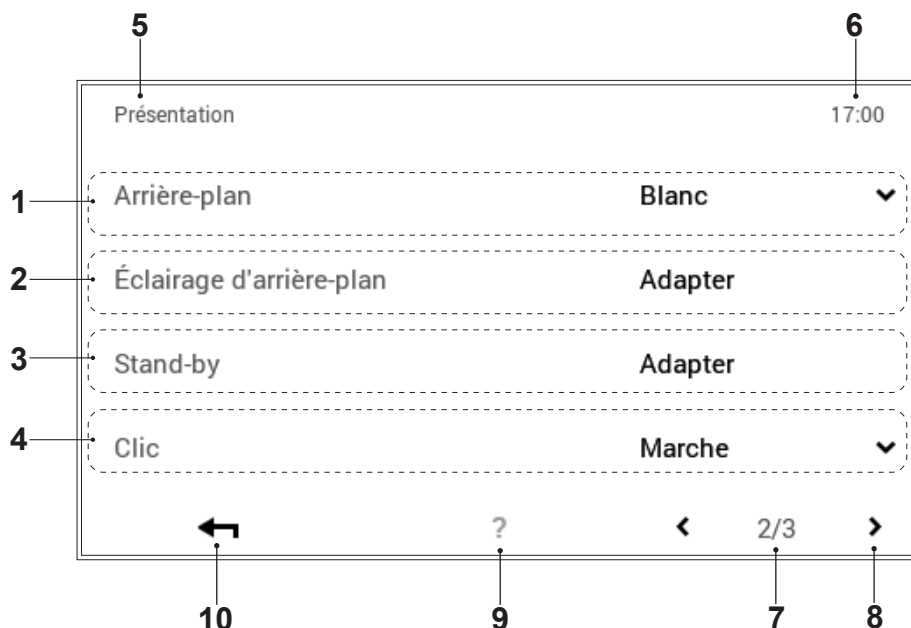 5 6
Présentation 17:00
1 Arrière-plan Blanc
2 Éclairage d'arrière-plan Adapter
3 Stand-by Adapter
4 Clic Marche
? 2/3
10 9 7 8